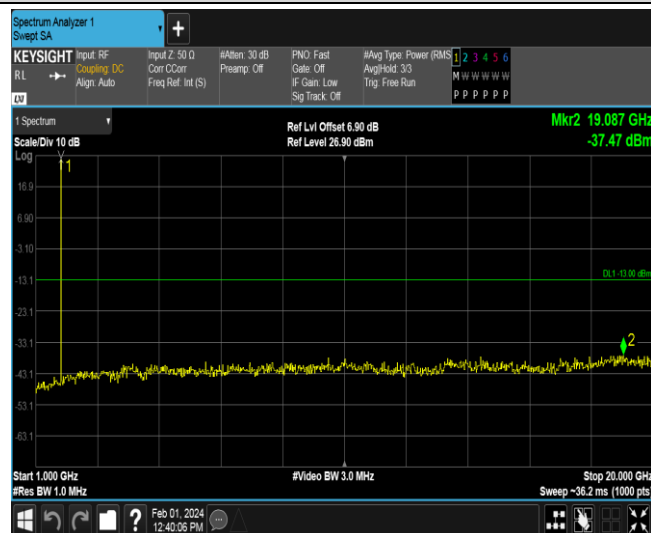 Spectrum Analyzer 1
Swept SA
+
KEYSIGHT
RL
LXI
Input: RF
Coupling: DC
Align: Auto
Input Z: 50 Ω
Corr CCorr
Freq Ref: Int (S)
#Atten: 30 dB
Preamp: Off
PNO: Fast
Gate: Off
IF Gain: Low
Sig Track: Off
#Avg Type: Power (RMS
Avg|Hold: 3/3
Trig: Free Run
1 2 3 4 5 6
M W W W W W
P P P P P P
1 Spectrum
Scale/Div 10 dB
Ref Lvl Offset 6.90 dB
Ref Level 26.90 dBm
Mkr2 19.087 GHz
-37.47 dBm
Log
1
16.9
6.90
-3.10
-13.1
DL1 -13.00 dBm
-23.1
-33.1
2
-43.1
-53.1
-63.1
Start 1.000 GHz
#Res BW 1.0 MHz
#Video BW 3.0 MHz
Stop 20.000 GHz
Sweep ~36.2 ms (1000 pts)
?
Feb 01, 2024
12:40:06 PM